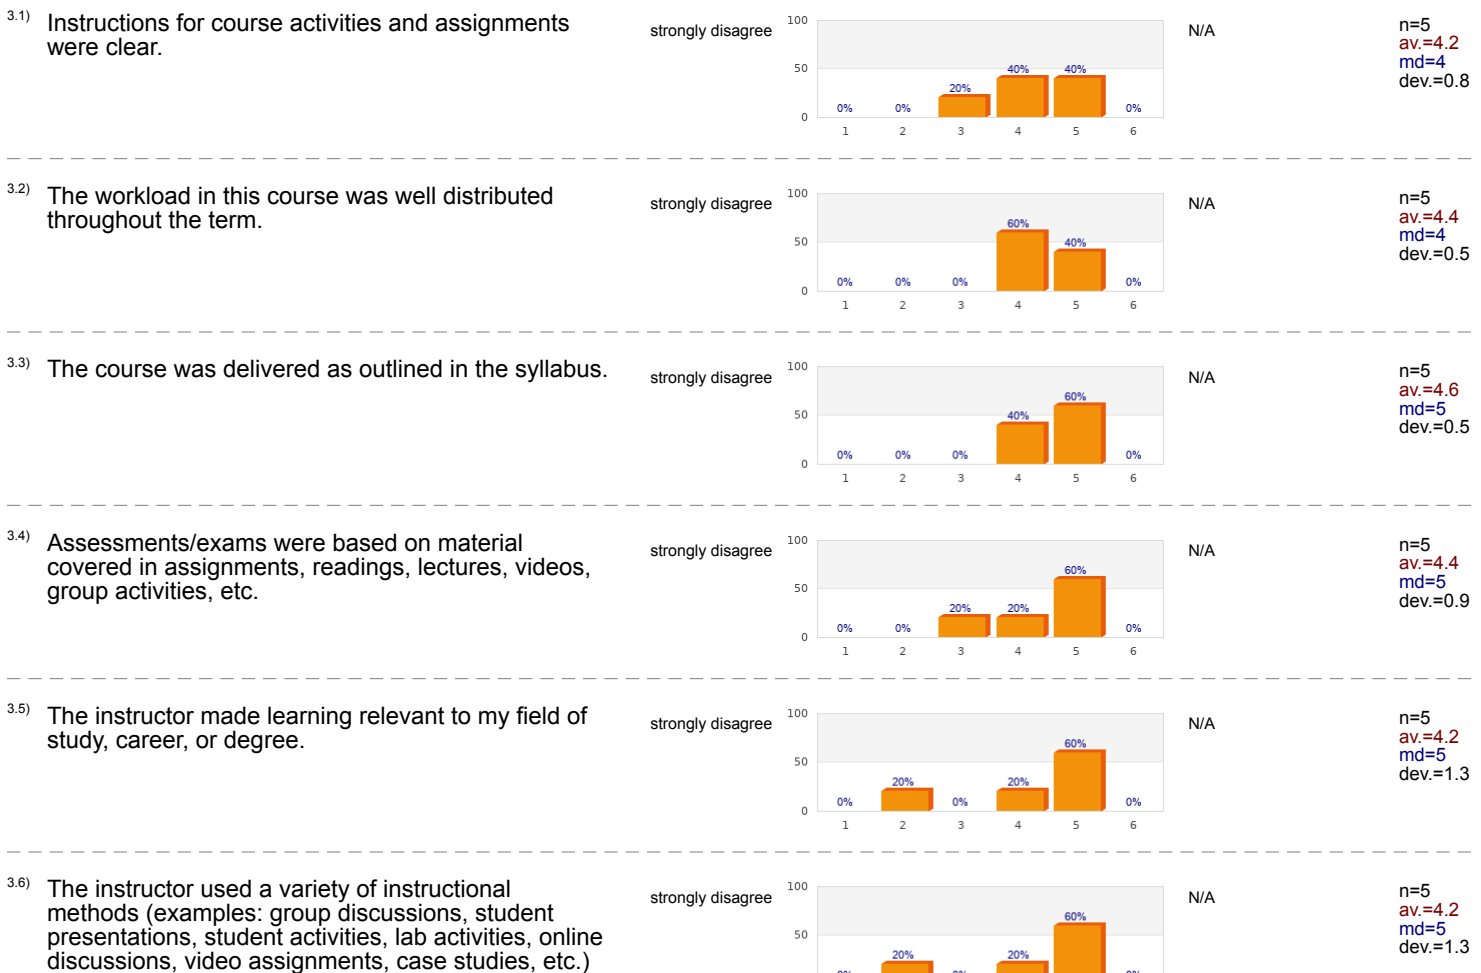 3.1) Instructions for course activities and assignments
were clear.
strongly disagree
100
50
0
0% 0% 20% 40% 40% 0%
1 2 3 4 5 6
N/A
n=5
av.=4.2
md=4
dev.=0.8
3.2) The workload in this course was well distributed
throughout the term.
strongly disagree
100
50
0
0% 0% 0% 60% 40% 0%
1 2 3 4 5 6
N/A
n=5
av.=4.4
md=4
dev.=0.5
3.3) The course was delivered as outlined in the syllabus.
strongly disagree
100
50
0
0% 0% 0% 40% 60% 0%
1 2 3 4 5 6
N/A
n=5
av.=4.6
md=5
dev.=0.5
3.4) Assessments/exams were based on material
covered in assignments, readings, lectures, videos,
group activities, etc.
strongly disagree
100
50
0
0% 0% 20% 20% 60% 0%
1 2 3 4 5 6
N/A
n=5
av.=4.4
md=5
dev.=0.9
3.5) The instructor made learning relevant to my field of
study, career, or degree.
strongly disagree
100
50
0
0% 20% 0% 20% 60% 0%
1 2 3 4 5 6
N/A
n=5
av.=4.2
md=5
dev.=1.3
3.6) The instructor used a variety of instructional
methods (examples: group discussions, student
presentations, student activities, lab activities, online
discussions, video assignments, case studies, etc.)
strongly disagree
100
50
20% 20% 60%
N/A
n=5
av.=4.2
md=5
dev.=1.3